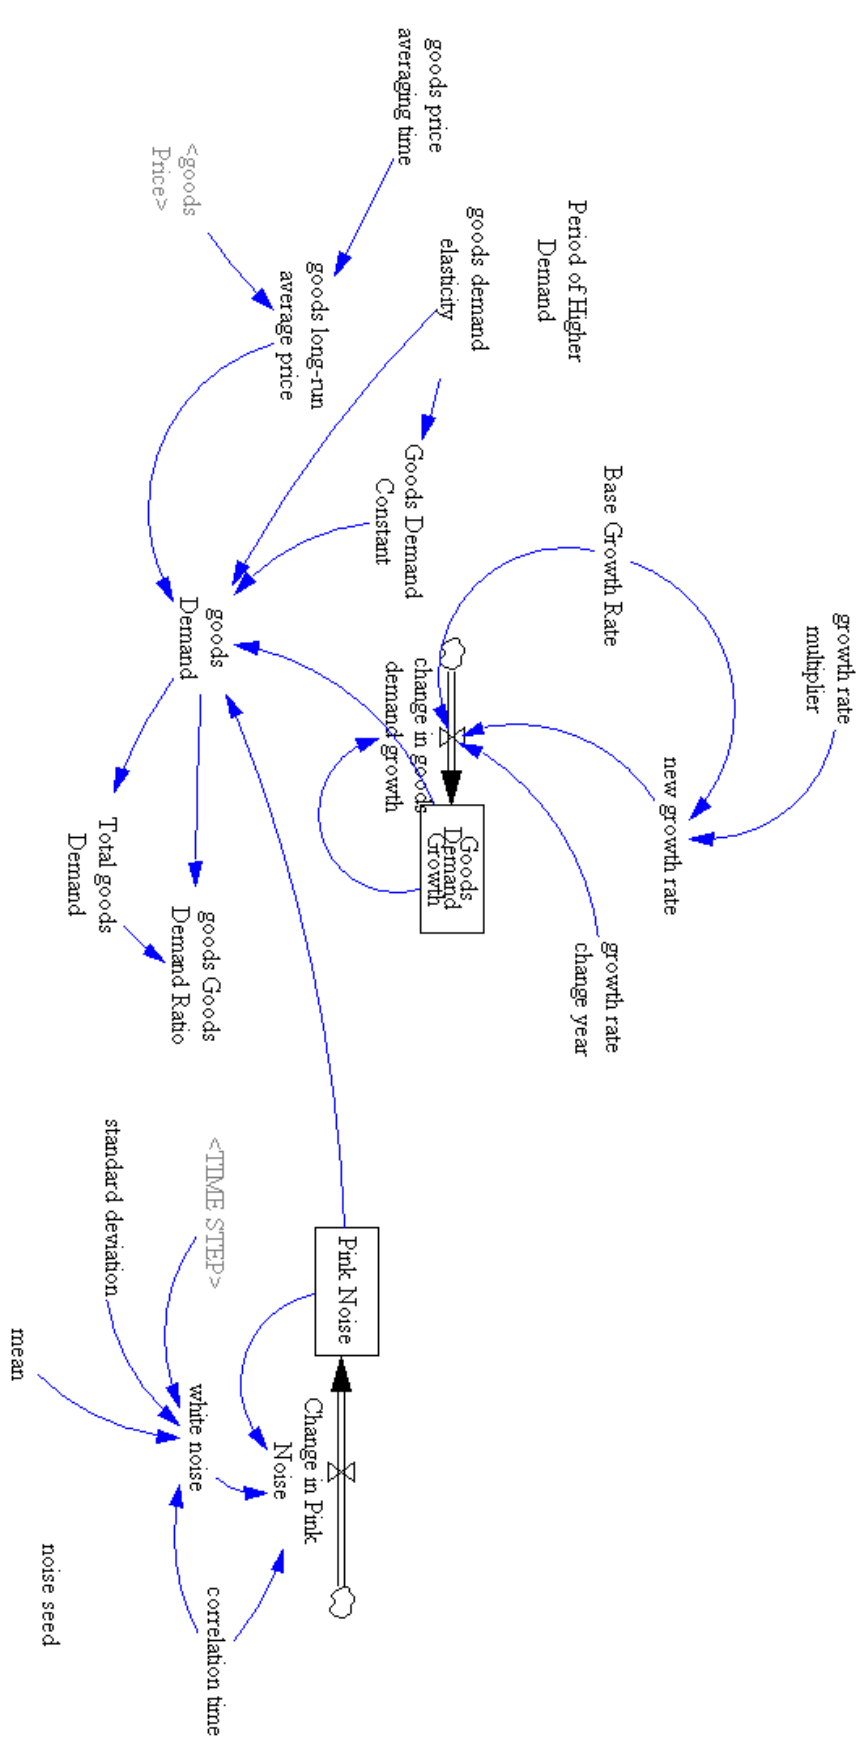 growth rate
multiplier
Base Growth Rate
new growth rate
growth rate
change year
Period of Higher
Demand
goods demand
elasticity
goods price
averaging time
Goods Demand
Constant
change in goods
demand growth
Goods
Demand
Growth
goods long-run
average price
<goods
Price>
goods
Demand
goods Goods
Demand Ratio
Total goods
Demand
Pink Noise
Change in Pink
Noise
<TIME STEP>
white noise
correlation time
standard deviation
mean
noise seed